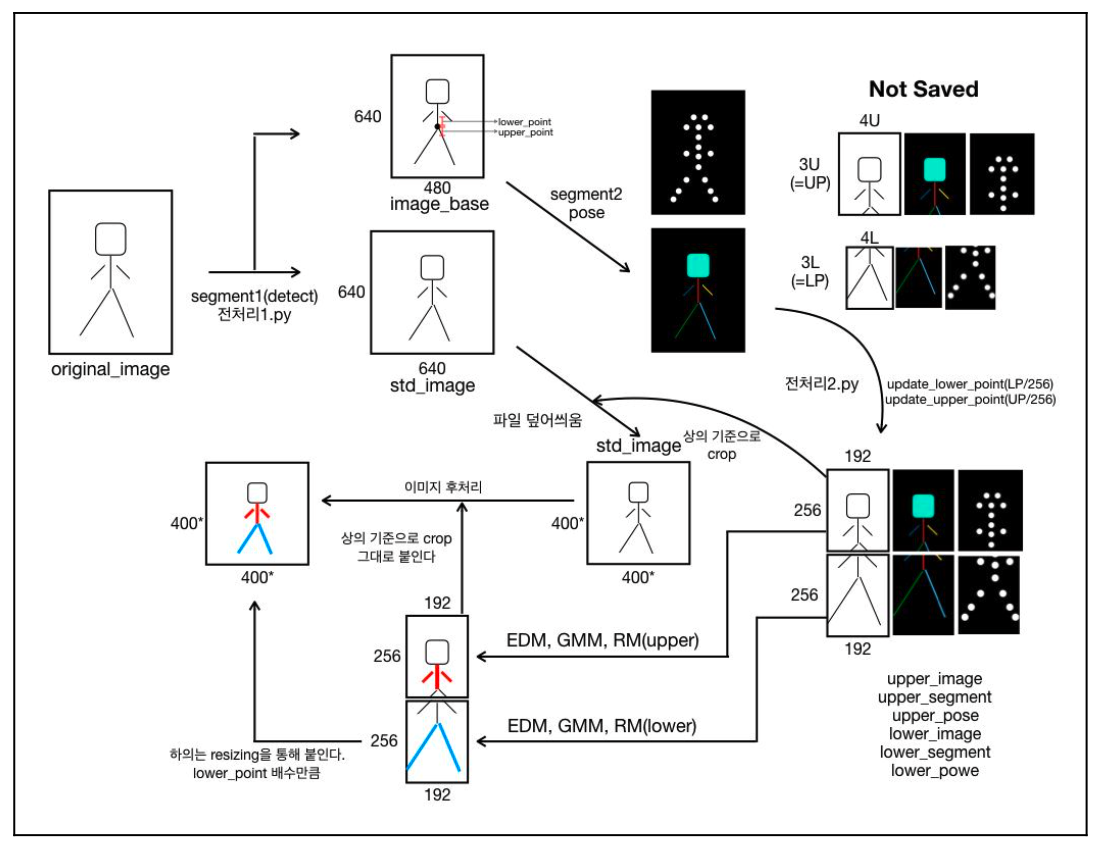 Not Saved
640
lower_point
upper_point
480
image_base
segment2
pose
4U
3U
(=UP)
4L
3L
(=LP)
original_image
segment1(detect)
전처리1.py
640
640
std_image
전처리2.py
update_lower_point(LP/256)
update_upper_point(UP/256)
파일 덮어씌움
std_image
상의 기준으로
crop
400*
400*
이미지 후처리
400*
400*
상의 기준으로 crop
그대로 붙인다
192
256
256
192
192
256
256
192
EDM, GMM, RM(upper)
EDM, GMM, RM(lower)
하의는 resizing을 통해 붙인다.
lower_point 배수만큼
upper_image
upper_segment
upper_pose
lower_image
lower_segment
lower_powe